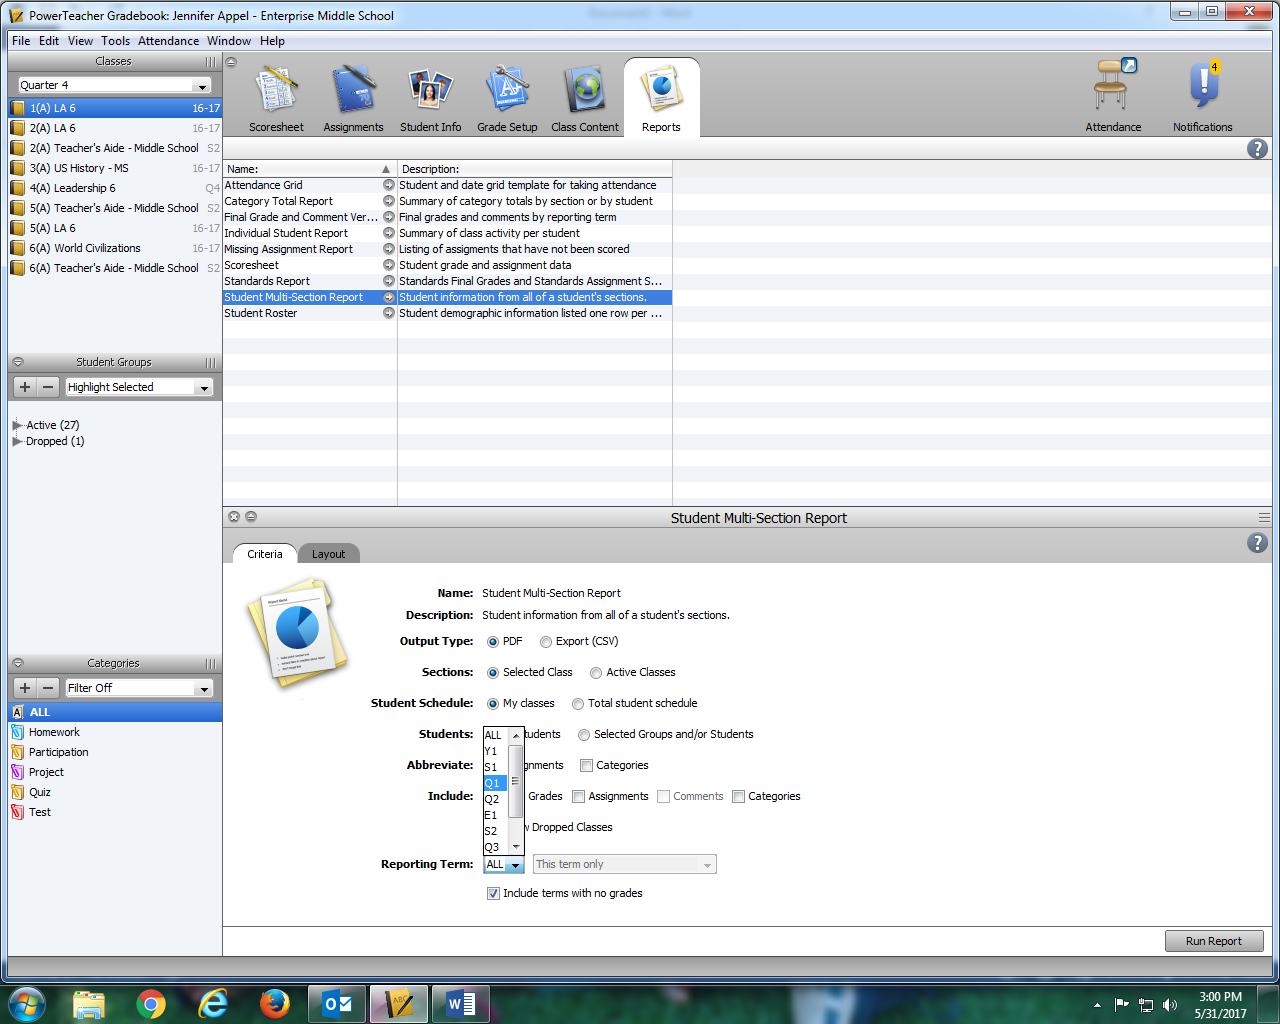 PowerTeacher Gradebook: Jennifer Appel - Enterprise Middle School
File Edit View Tools Attendance Window Help
Classes
Quarter 4
1(A) LA 6 16-17
2(A) LA 6 16-17
2(A) Teacher's Aide - Middle School S2
3(A) US History - MS 16-17
4(A) Leadership 6 Q4
5(A) Teacher's Aide - Middle School S2
5(A) LA 6 16-17
6(A) World Civilizations 16-17
6(A) Teacher's Aide - Middle School S2
Student Groups
Highlight Selected
Active (27)
Dropped (1)
Categories
Filter Off
ALL
Homework
Participation
Project
Quiz
Test
Scoresheet Assignments Student Info Grade Setup Class Content Reports Attendance Notifications
4
Name: Description:
Attendance Grid Student and date grid template for taking attendance
Category Total Report Summary of category totals by section or by student
Final Grade and Comment Ver... Final grades and comments by reporting term
Individual Student Report Summary of class activity per student
Missing Assignment Report Listing of assigments that have not been scored
Scoresheet Student grade and assignment data
Standards Report Standards Final Grades and Standards Assignment S...
Student Multi-Section Report Student information from all of a student's sections.
Student Roster Student demographic information listed one row per ...
Student Multi-Section Report
Criteria Layout
Name: Student Multi-Section Report
Description: Student information from all of a student's sections.
Output Type: PDF Export (CSV)
Sections: Selected Class Active Classes
Student Schedule: My classes Total student schedule
Students: tudents Selected Groups and/or Students
Abbreviate: gnments Categories
Include: Grades Assignments Comments Categories
w Dropped Classes
ALL
Y1
S1
Q1
Q2
E1
S2
Q3
Reporting Term: ALL This term only
Include terms with no grades
Run Report
3:00 PM
5/31/2017